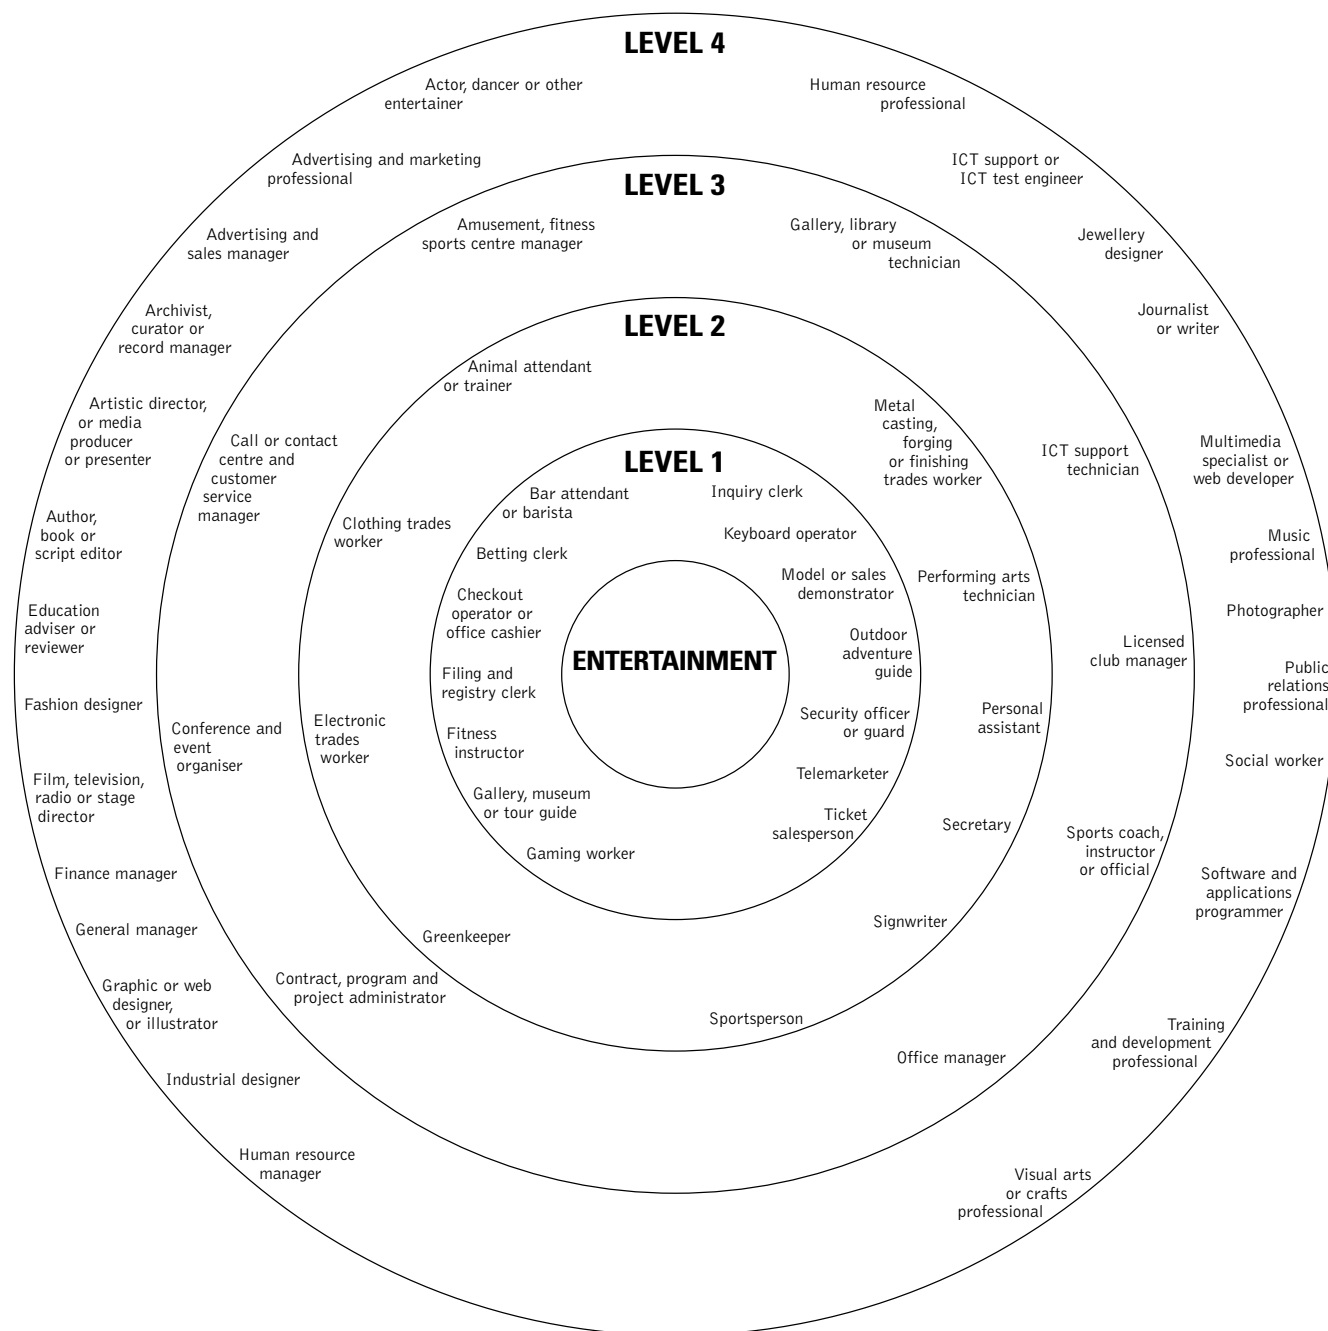 LEVEL 4
Actor, dancer or other
entertainer
Advertising and marketing
professional
Advertising and
sales manager
Archivist,
curator or
record manager
Artistic director,
or media
producer
or presenter
Author,
book or
script editor
Education
adviser or
reviewer
Fashion designer
Film, television,
radio or stage
director
Finance manager
General manager
Graphic or web
designer,
or illustrator
Industrial designer
Human resource
manager
Human resource
professional
ICT support or
ICT test engineer
Jewellery
designer
Journalist
or writer
Multimedia
specialist or
web developer
Music
professional
Photographer
Public
relations
professional
Social worker
Software and
applications
programmer
Training
and development
professional
Visual arts
or crafts
professional
LEVEL 3
Amusement, fitness
sports centre manager
Call or contact
centre and
customer
service
manager
Conference and
event
organiser
Contract, program and
project administrator
Gallery, library
or museum
technician
ICT support
technician
Licensed
club manager
Sports coach,
instructor
or official
Office manager
LEVEL 2
Animal attendant
or trainer
Clothing trades
worker
Electronic
trades
worker
Greenkeeper
Metal
casting,
forging
or finishing
trades worker
Performing arts
technician
Personal
assistant
Secretary
Signwriter
Sportsperson
LEVEL 1
Bar attendant
or barista
Betting clerk
Checkout
operator or
office cashier
Filing and
registry clerk
Fitness
instructor
Gallery, museum
or tour guide
Gaming worker
Inquiry clerk
Keyboard operator
Model or sales
demonstrator
Outdoor
adventure
guide
Security officer
or guard
Telemarketer
Ticket
salesperson
ENTERTAINMENT